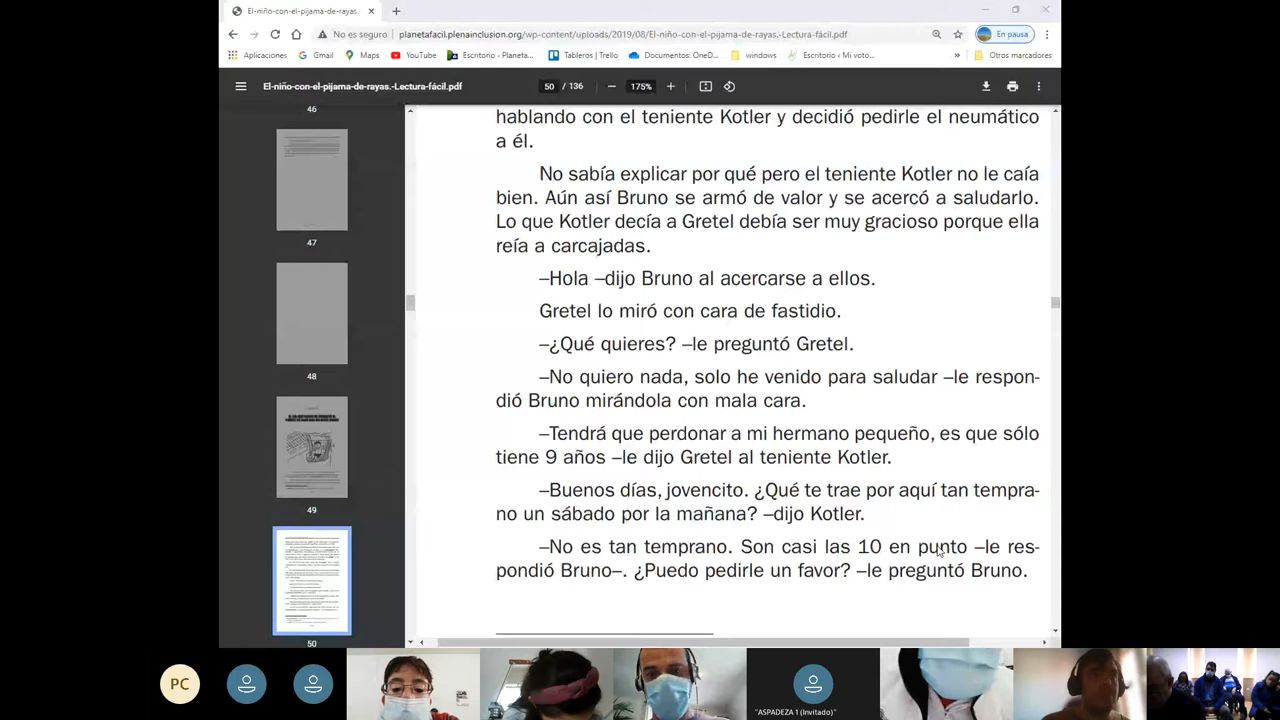 El-niño-con-el-pijama-de-rayas.-
No es seguro
planetafacil.plenainclusion.org/wp-content/uploads/2019/08/El-niño-con-el-pijama-de-rayas.-Lectura-fácil.pdf
En pausa
Aplicaciones
Gmail
Maps
YouTube
Escritorio - Planeta...
Tableros | Trello
Documentos: OneD...
windows
Escritorio · Mi voto...
»
Otros marcadores
El-niño-con-el-pijama-de-rayas.-Lectura-fácil.pdf
50 / 136
175%
46
47
48
49
50
hablando con el teniente Kotler y decidió pedirle el neumático
a él.
No sabía explicar por qué pero el teniente Kotler no le caía
bien. Aún así Bruno se armó de valor y se acercó a saludarlo.
Lo que Kotler decía a Gretel debía ser muy gracioso porque ella
reía a carcajadas.
–Hola –dijo Bruno al acercarse a ellos.
Gretel lo miró con cara de fastidio.
–¿Qué quieres? –le preguntó Gretel.
–No quiero nada, solo he venido para saludar –le respon-
dió Bruno mirándola con mala cara.
–Tendrá que perdonar a mi hermano pequeño, es que sólo
tiene 9 años –le dijo Gretel al teniente Kotler.
–Buenos días, jovencito. ¿Qué te trae por aquí tan tempra-
no un sábado por la mañana? –dijo Kotler.
casi las 10 en punto
pondió Bruno–. ¿Puedo pedirle un favor? –le preguntó Bruno.
PC
"ASPADEZA 1 (Invitado)"